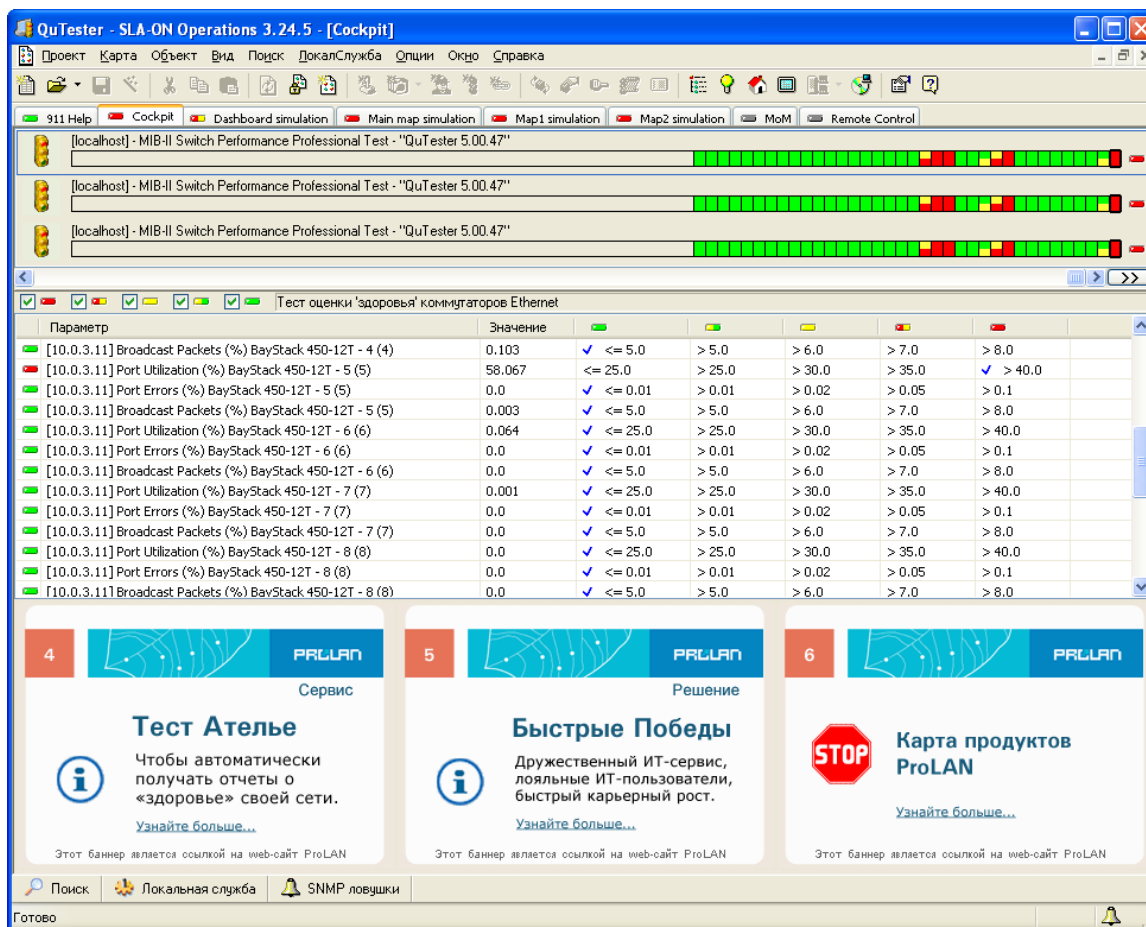 QuTester - SLA-ON Operations 3.24.5 - [Cockpit]
Проект Карта Объект Вид Поиск ЛокалСлужба Опции Окно Справка
911 Help Cockpit Dashboard simulation Main map simulation Map1 simulation Map2 simulation MoM Remote Control
[localhost] - MIB-II Switch Performance Professional Test - "QuTester 5.00.47"
[localhost] - MIB-II Switch Performance Professional Test - "QuTester 5.00.47"
[localhost] - MIB-II Switch Performance Professional Test - "QuTester 5.00.47"
>>
Тест оценки 'здоровья' коммутаторов Ethernet
Параметр Значение
[10.0.3.11] Broadcast Packets (%) BayStack 450-12T - 4 (4) 0.103 <= 5.0 > 5.0 > 6.0 > 7.0 > 8.0
[10.0.3.11] Port Utilization (%) BayStack 450-12T - 5 (5) 58.067 <= 25.0 > 25.0 > 30.0 > 35.0 > 40.0
[10.0.3.11] Port Errors (%) BayStack 450-12T - 5 (5) 0.0 <= 0.01 > 0.01 > 0.02 > 0.05 > 0.1
[10.0.3.11] Broadcast Packets (%) BayStack 450-12T - 5 (5) 0.003 <= 5.0 > 5.0 > 6.0 > 7.0 > 8.0
[10.0.3.11] Port Utilization (%) BayStack 450-12T - 6 (6) 0.064 <= 25.0 > 25.0 > 30.0 > 35.0 > 40.0
[10.0.3.11] Port Errors (%) BayStack 450-12T - 6 (6) 0.0 <= 0.01 > 0.01 > 0.02 > 0.05 > 0.1
[10.0.3.11] Broadcast Packets (%) BayStack 450-12T - 6 (6) 0.0 <= 5.0 > 5.0 > 6.0 > 7.0 > 8.0
[10.0.3.11] Port Utilization (%) BayStack 450-12T - 7 (7) 0.001 <= 25.0 > 25.0 > 30.0 > 35.0 > 40.0
[10.0.3.11] Port Errors (%) BayStack 450-12T - 7 (7) 0.0 <= 0.01 > 0.01 > 0.02 > 0.05 > 0.1
[10.0.3.11] Broadcast Packets (%) BayStack 450-12T - 7 (7) 0.0 <= 5.0 > 5.0 > 6.0 > 7.0 > 8.0
[10.0.3.11] Port Utilization (%) BayStack 450-12T - 8 (8) 0.0 <= 25.0 > 25.0 > 30.0 > 35.0 > 40.0
[10.0.3.11] Port Errors (%) BayStack 450-12T - 8 (8) 0.0 <= 0.01 > 0.01 > 0.02 > 0.05 > 0.1
[10.0.3.11] Broadcast Packets (%) BayStack 450-12T - 8 (8) 0.0 <= 5.0 > 5.0 > 6.0 > 7.0 > 8.0
4 PROLAN
Сервис
Тест Ателье
Чтобы автоматически
получать отчеты о
«здоровье» своей сети.
Узнайте больше...
Этот баннер является ссылкой на web-сайт ProLAN
5 PROLAN
Решение
Быстрые Победы
Дружественный ИТ-сервис,
лояльные ИТ-пользователи,
быстрый карьерный рост.
Узнайте больше...
Этот баннер является ссылкой на web-сайт ProLAN
6 PROLAN
STOP
Карта продуктов
ProLAN
Узнайте больше...
Этот баннер является ссылкой на web-сайт ProLAN
Поиск Локальная служба SNMP ловушки
Готово